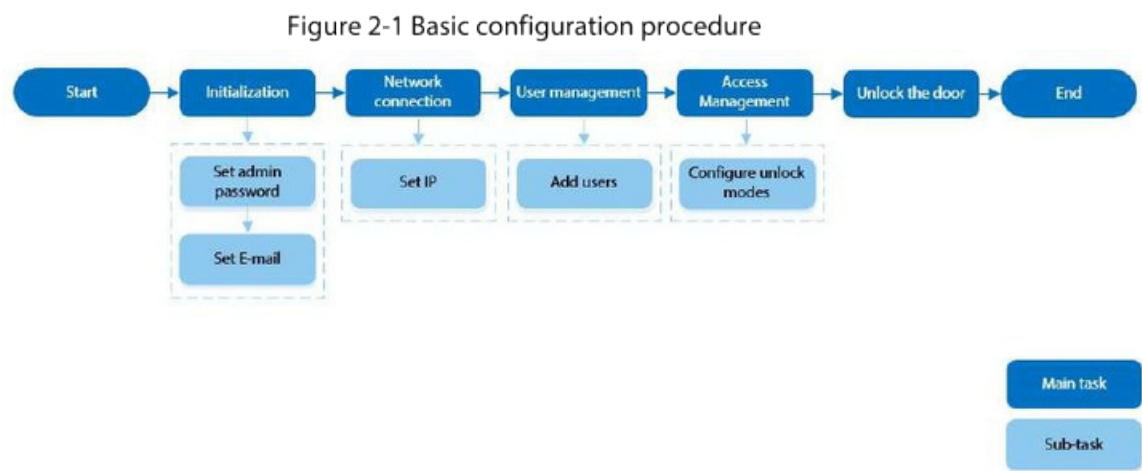 Figure 2-1 Basic configuration procedure
Start
Initialization
Network
connection
User management
Access
Management
Unlock the door
End
Set admin
password
Set E-mail
Set IP
Add users
Configure unlock
modes
Main task
Sub-task